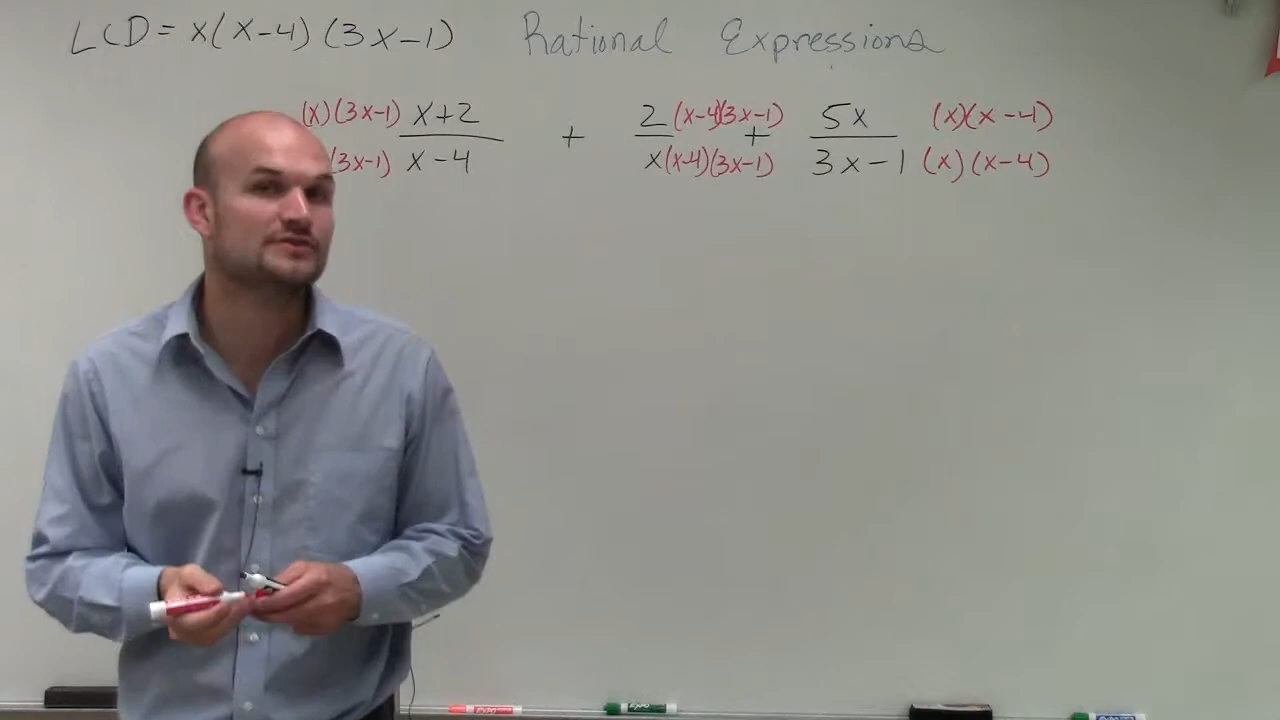 LCD = x(x-4)(3x-1) Rational Expressions
(x)(3x-1) x+2 + 2(x-4)(3x-1) + 5x (x)(x-4)
(3x-1) x-4 x(x-4)(3x-1) 3x-1 (x)(x-4)